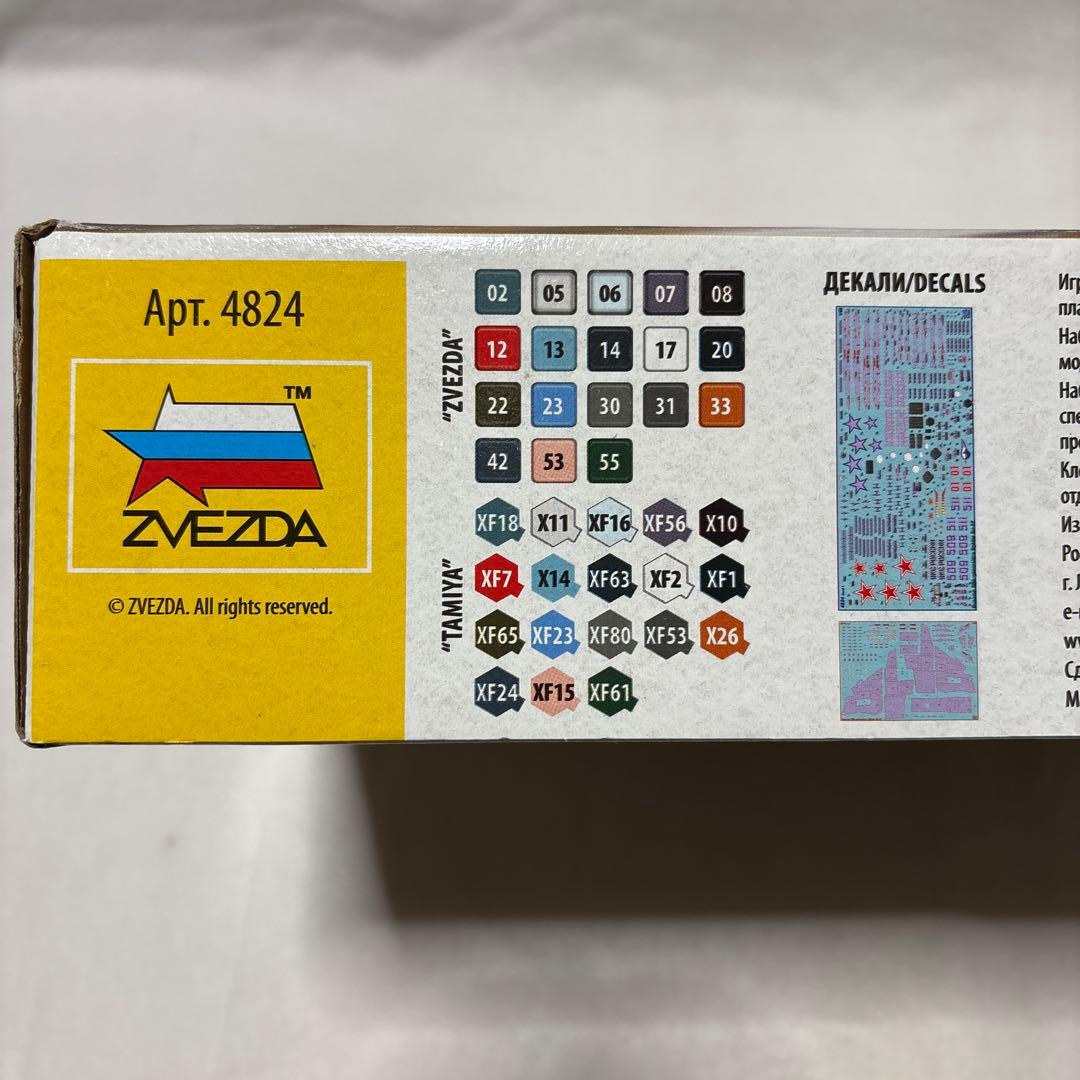 Арт. 4824
TM
ZVEZDA
© ZVEZDA. All rights reserved.
"ZVEZDA"
02 05 06 07 08
12 13 14 17 20
22 23 30 31 33
42 53 55
"TAMIYA"
XF18 X11 XF16 XF56 X10
XF7 X14 XF63 XF2 XF1
XF65 XF23 XF80 XF53 X26
XF24 XF15 XF61
ДЕКАЛИ/DECALS